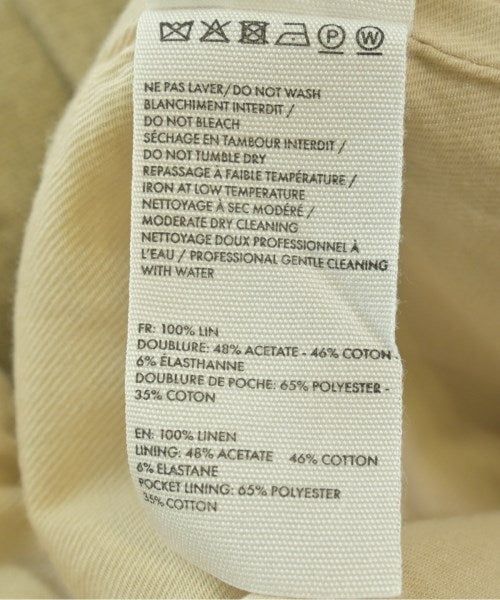 P W
NE PAS LAVER/DO NOT WASH
BLANCHIMENT INTERDIT /
DO NOT BLEACH
SÉCHAGE EN TAMBOUR INTERDIT /
DO NOT TUMBLE DRY
REPASSAGE À FAIBLE TEMPÉRATURE /
IRON AT LOW TEMPERATURE
NETTOYAGE À SEC MODÉRÉ /
MODERATE DRY CLEANING
NETTOYAGE DOUX PROFESSIONNEL À
L'EAU / PROFESSIONAL GENTLE CLEANING
WITH WATER
FR: 100% LIN
DOUBLURE: 48% ACETATE - 46% COTON -
6% ÉLASTHANNE
DOUBLURE DE POCHE: 65% POLYESTER -
35% COTON
EN: 100% LINEN
LINING: 48% ACETATE 46% COTTON
6% ELASTANE
POCKET LINING: 65% POLYESTER
35% COTTON